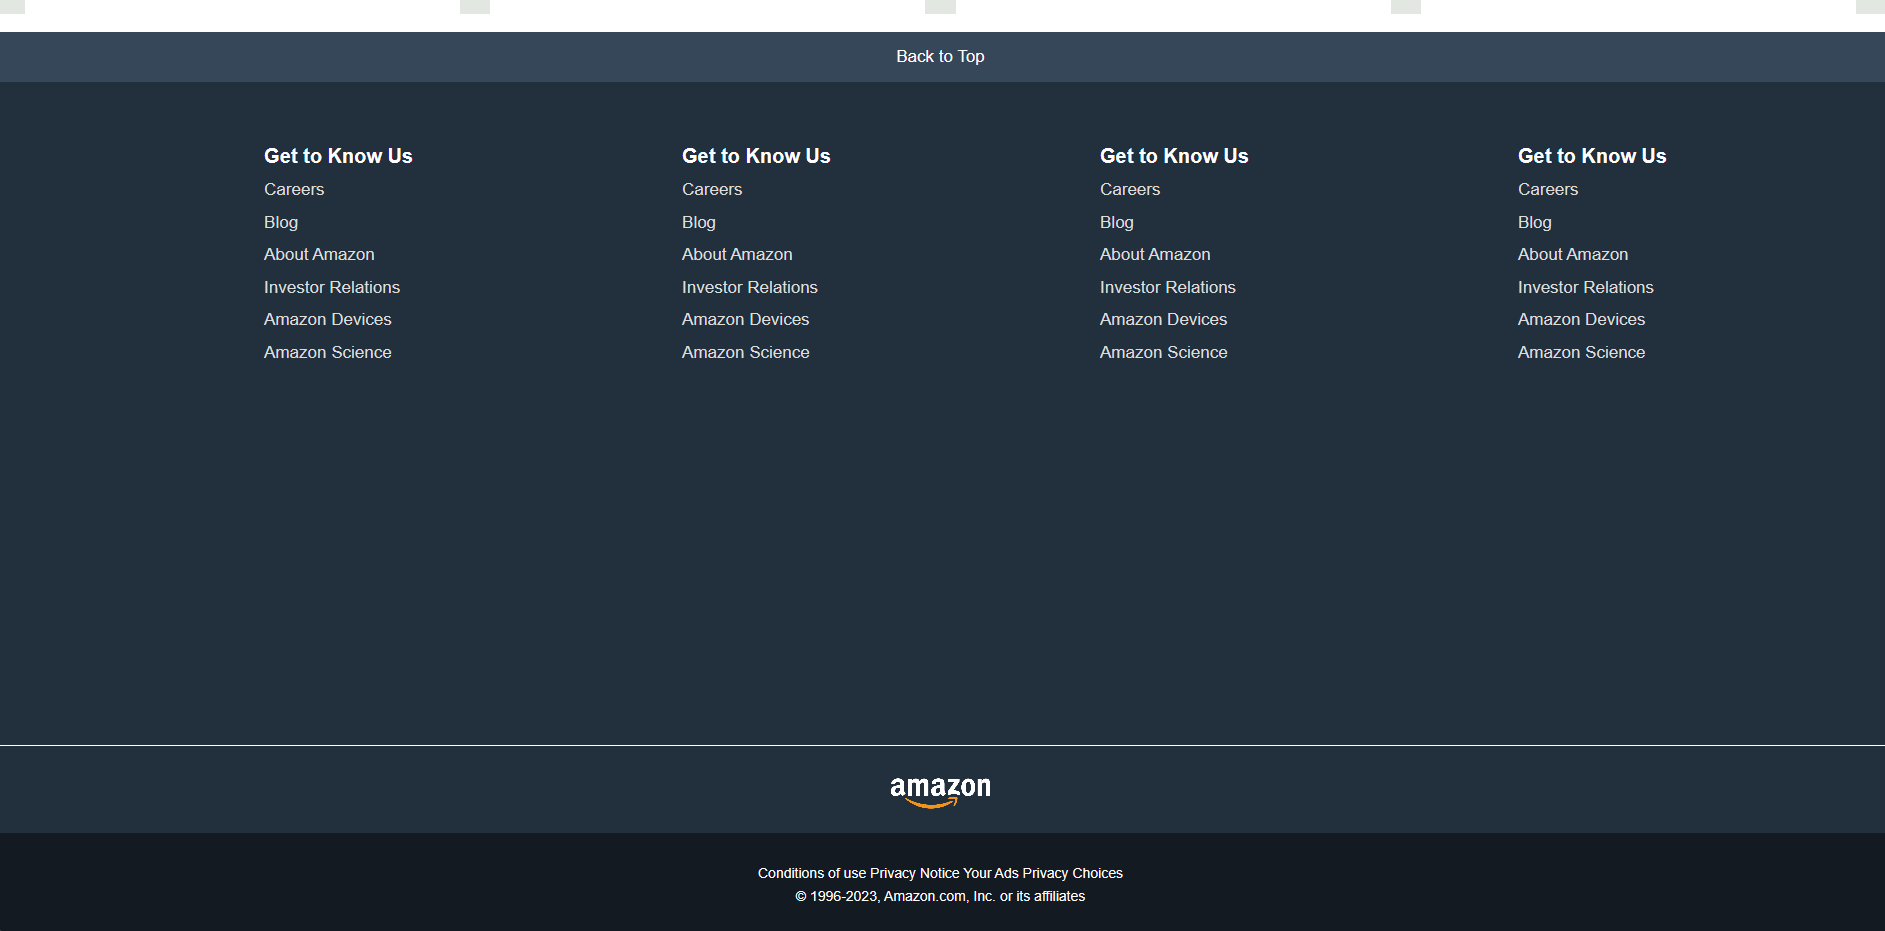 Back to Top
Get to Know Us
Careers
Blog
About Amazon
Investor Relations
Amazon Devices
Amazon Science
Get to Know Us
Careers
Blog
About Amazon
Investor Relations
Amazon Devices
Amazon Science
Get to Know Us
Careers
Blog
About Amazon
Investor Relations
Amazon Devices
Amazon Science
Get to Know Us
Careers
Blog
About Amazon
Investor Relations
Amazon Devices
Amazon Science
amazon
Conditions of use Privacy Notice Your Ads Privacy Choices
© 1996-2023, Amazon.com, Inc. or its affiliates